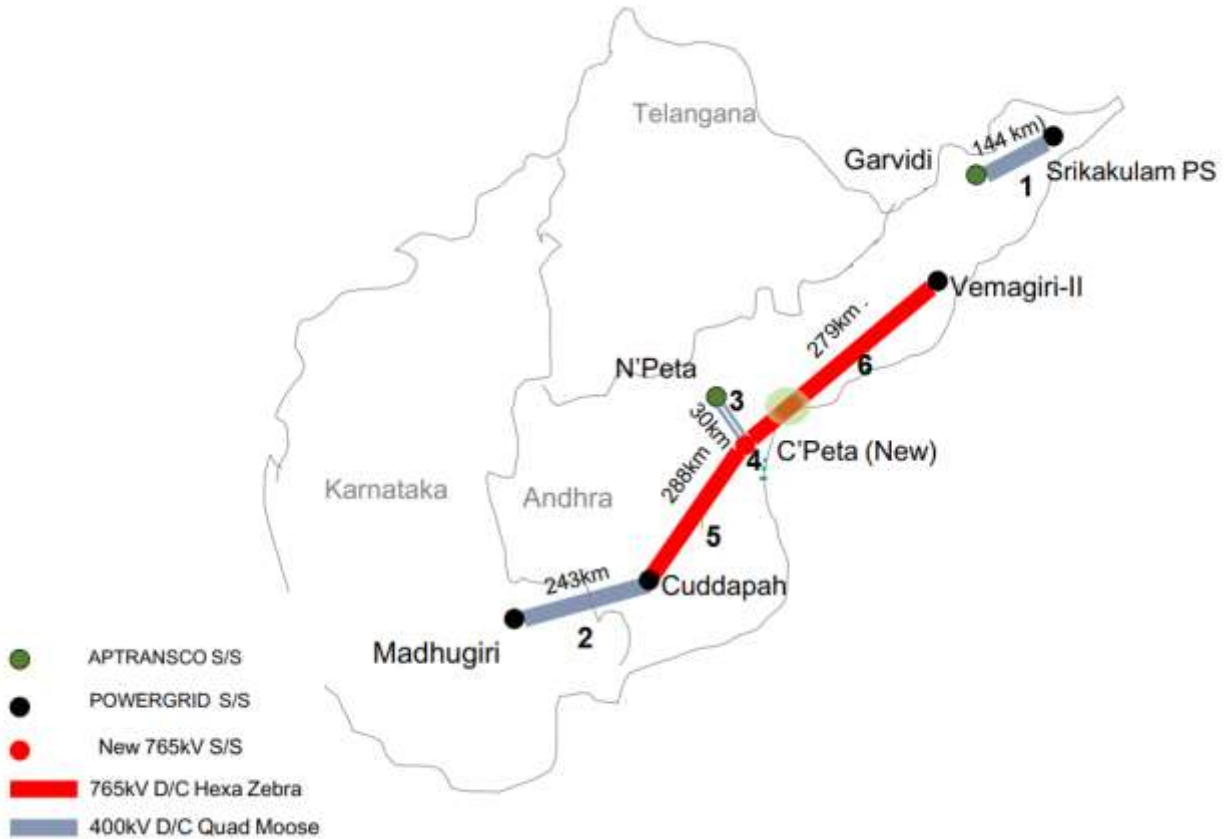 Telangana
Garvidi
144 km)
Srikakulam PS
1
Vemagiri-II
279km .
6
N'Peta
3
30km
4
C'Peta (New)
288km
Karnataka
Andhra
5
243km
Cuddapah
2
Madhugiri
APTRANSCO S/S
POWERGRID S/S
New 765kV S/S
765kV D/C Hexa Zebra
400kV D/C Quad Moose